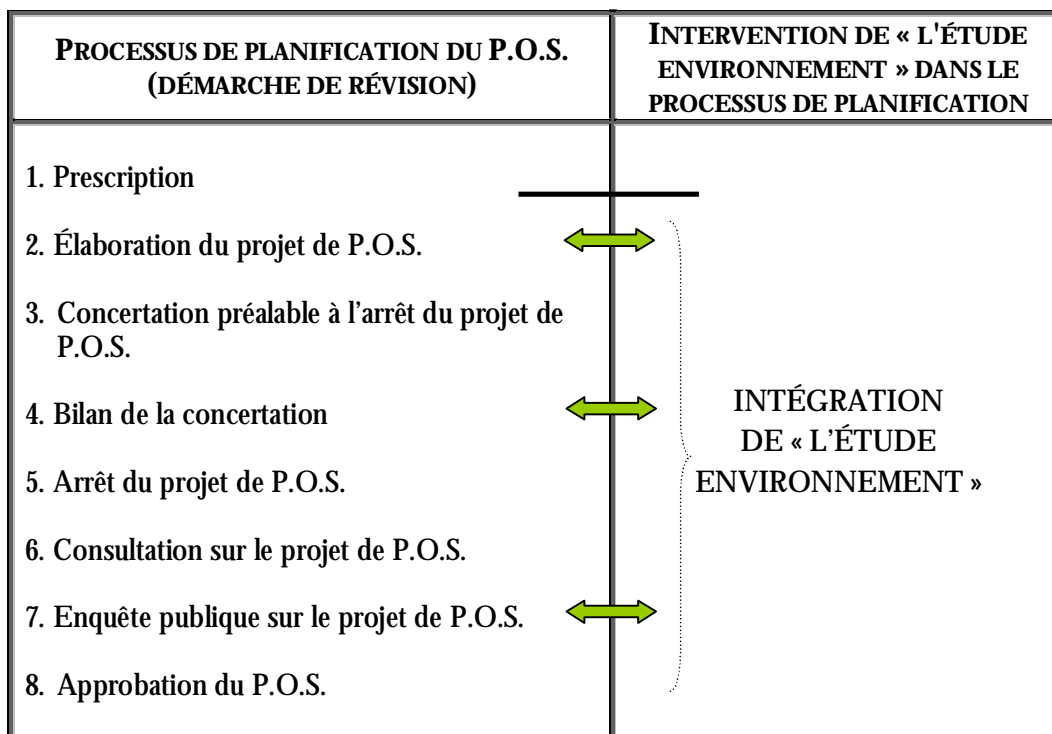 PROCESSUS DE PLANIFICATION DU P.O.S.
(DÉMARCHE DE RÉVISION)
INTERVENTION DE « L'ÉTUDE
ENVIRONNEMENT » DANS LE
PROCESSUS DE PLANIFICATION
1. Prescription
2. Élaboration du projet de P.O.S.
3. Concertation préalable à l’arrêt du projet de
P.O.S.
4. Bilan de la concertation
5. Arrêt du projet de P.O.S.
6. Consultation sur le projet de P.O.S.
7. Enquête publique sur le projet de P.O.S.
8. Approbation du P.O.S.
INTÉGRATION
DE « L’ÉTUDE
ENVIRONNEMENT »